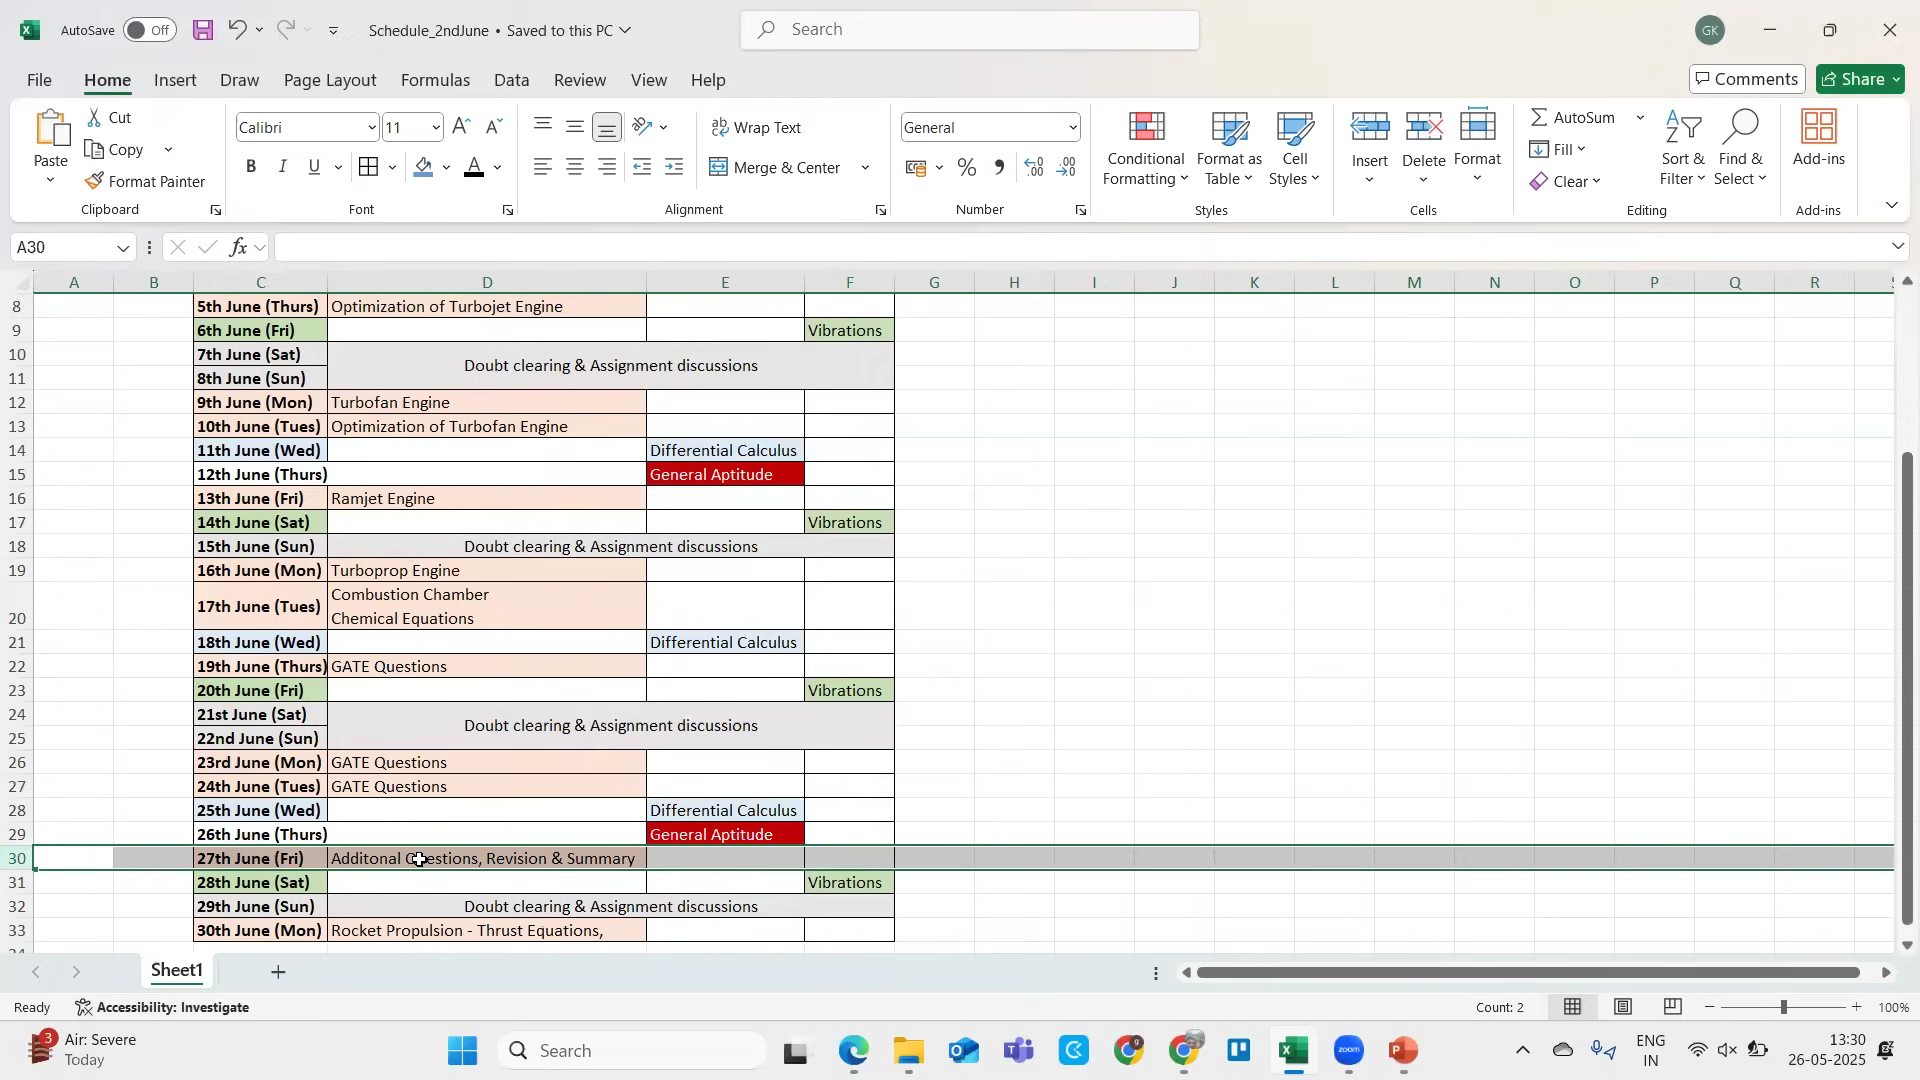 AutoSave Off Schedule_2ndJune • Saved to this PC Search GK
File Home Insert Draw Page Layout Formulas Data Review View Help Comments Share
Paste Cut Copy Format Painter Clipboard
Calibri 11 B I U A Font
ab Wrap Text Merge & Center Alignment
General % Number
Conditional Formatting Format as Table Cell Styles Styles
Insert Delete Format Cells
AutoSum Fill Clear Sort & Filter Find & Select Editing
Add-ins Add-ins
A30 fx
A B C D E F G H I J K L M N O P Q R
8 5th June (Thurs) Optimization of Turbojet Engine
9 6th June (Fri) Vibrations
10 7th June (Sat) Doubt clearing & Assignment discussions
11 8th June (Sun)
12 9th June (Mon) Turbofan Engine
13 10th June (Tues) Optimization of Turbofan Engine
14 11th June (Wed) Differential Calculus
15 12th June (Thurs) General Aptitude
16 13th June (Fri) Ramjet Engine
17 14th June (Sat) Vibrations
18 15th June (Sun) Doubt clearing & Assignment discussions
19 16th June (Mon) Turboprop Engine
20 17th June (Tues) Combustion Chamber
Chemical Equations
21 18th June (Wed) Differential Calculus
22 19th June (Thurs) GATE Questions
23 20th June (Fri) Vibrations
24 21st June (Sat) Doubt clearing & Assignment discussions
25 22nd June (Sun)
26 23rd June (Mon) GATE Questions
27 24th June (Tues) GATE Questions
28 25th June (Wed) Differential Calculus
29 26th June (Thurs) General Aptitude
30 27th June (Fri) Additonal Questions, Revision & Summary
31 28th June (Sat) Vibrations
32 29th June (Sun) Doubt clearing & Assignment discussions
33 30th June (Mon) Rocket Propulsion - Thrust Equations,
Sheet1
Ready Accessibility: Investigate Count: 2 100%
3 Air: Severe
Today
Search zoom ENG
IN 13:30
26-05-2025